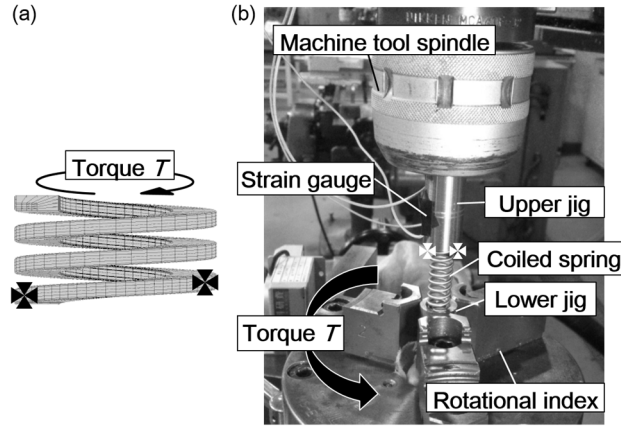 (a)
Torque T
(b)
Machine tool spindle
Strain gauge
Upper jig
Coiled spring
Lower jig
Torque T
Rotational index